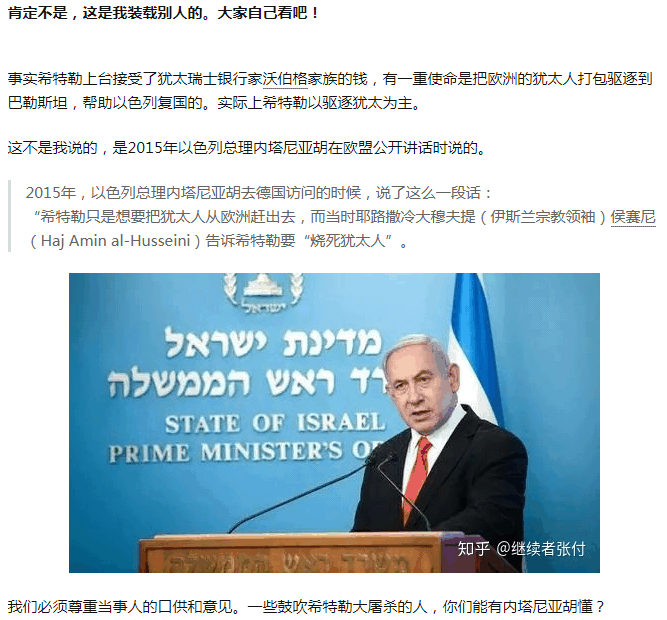 肯定不是，这是我装载别人的。大家自己看吧！
事实希特勒上台接受了犹太瑞士银行家沃伯格家族的钱，有一重使命是把欧洲的犹太人打包驱逐到
巴勒斯坦，帮助以色列复国的。实际上希特勒以驱逐犹太为主。
这不是我说的，是2015年以色列总理内塔尼亚胡在欧盟公开讲话时说的。
2015年，以色列总理内塔尼亚胡去德国访问的时候，说了这么一段话：
“希特勒只是想要把犹太人从欧洲赶出去，而当时耶路撒冷大穆夫提（伊斯兰宗教领袖）侯赛尼
（Haj Amin al-Husseini）告诉希特勒要“烧死犹太人”。
ישראל
מדינת ישראל
רד ראש הממשלה
STATE OF ISRAEL
PRIME MINISTER'S O
משרד ראש הממשלה
知乎 @继续者张付
我们必须尊重当事人的口供和意见。一些鼓吹希特勒大屠杀的人，你们能有内塔尼亚胡懂？